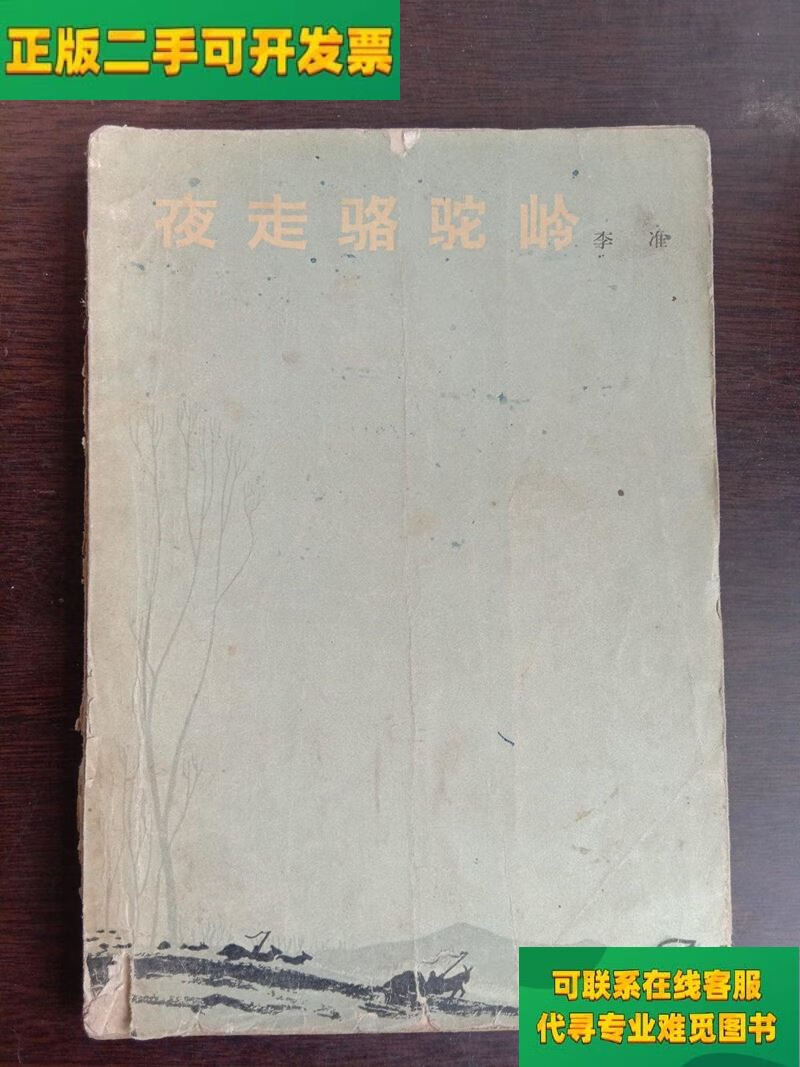 正版二手可开发票
夜走骆驼岭
李 准
可联系在线客服
代寻专业难觅图书